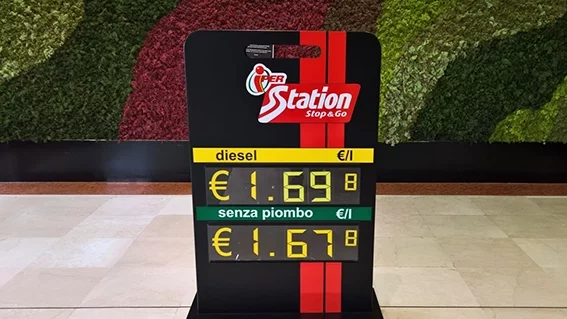 IPER
Station
Stop&Go
diesel €/l
€1.698
senza piombo €/l
€1.678